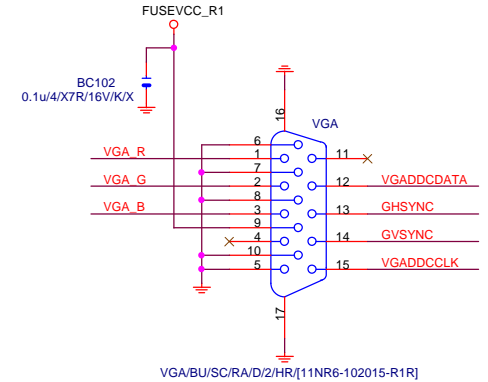 FUSEVCC_R1
BC102
0.1u/4/X7R/16V/K/X
16
VGA
6
VGA_R 1 11
7
VGA_G 2 12 VGADDCDATA
8
VGA_B 3 13 GHSYNC
9
4 14 GVSYNC
10
5 15 VGADDCCLK
17
VGA/BU/SC/RA/D/2/HR/[11NR6-102015-R1R]